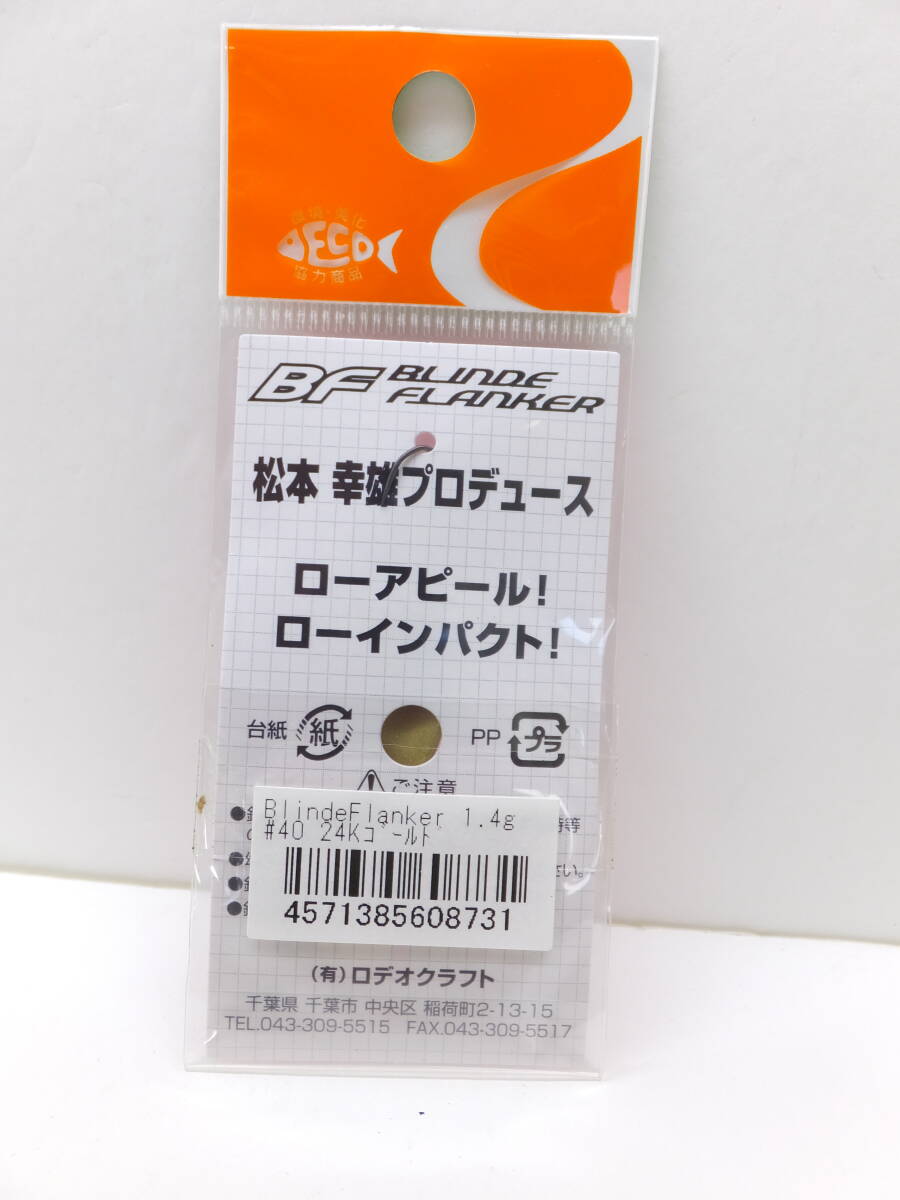 環境・美化
ECO
協力商品
BF BLINDE
FLANKER
松本 幸雄プロデュース
ローアピール!
ローインパクト!
台紙 紙 PP プラ
ご注意
BlindeFlanker 1.4g
#40 24Kゴールド
4571385608731
(有)ロデオクラフト
千葉県 千葉市 中央区 稲荷町2-13-15
TEL.043-309-5515 FAX.043-309-5517